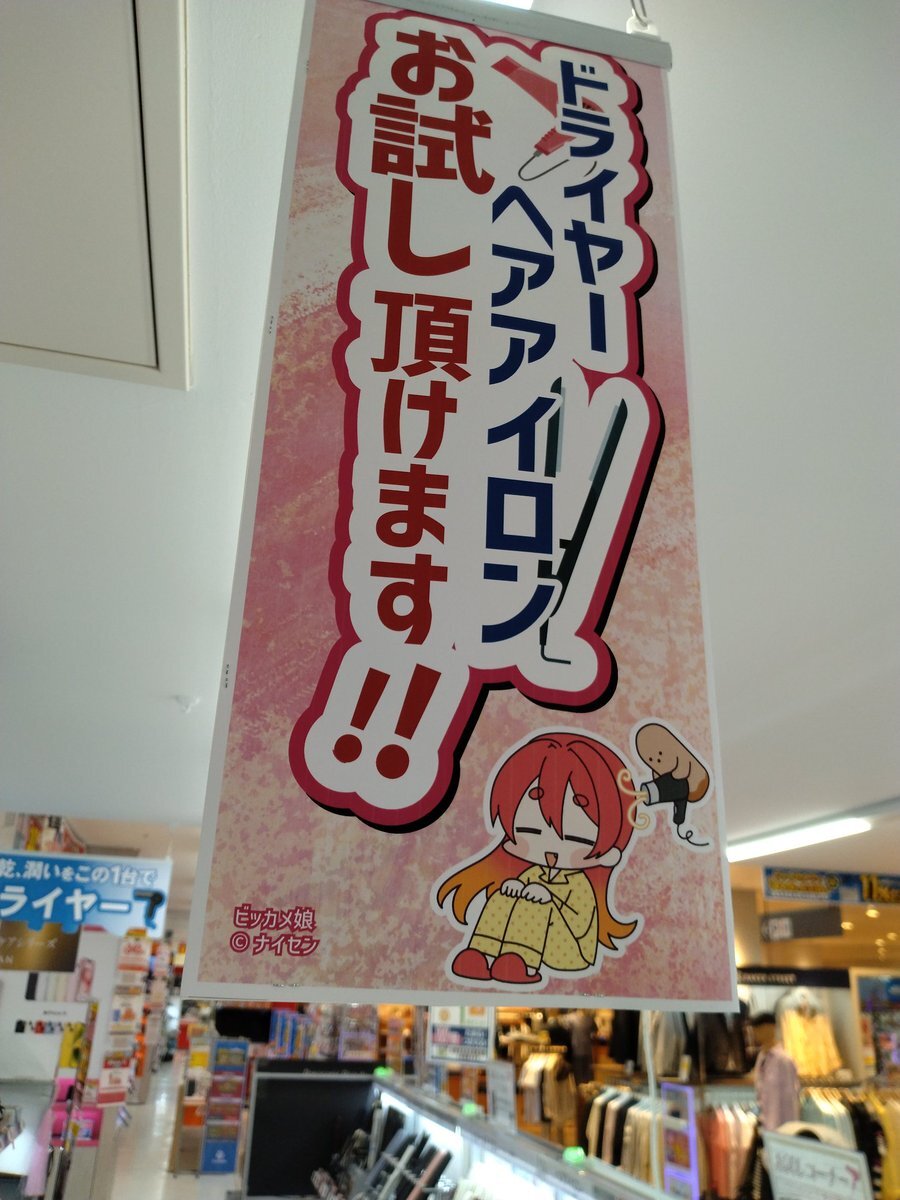 ドライヤー
ヘアアイロン
お試し頂けます!!
ビッカメ娘
© ナイセン
乾、潤いをこの1台で
ライヤー